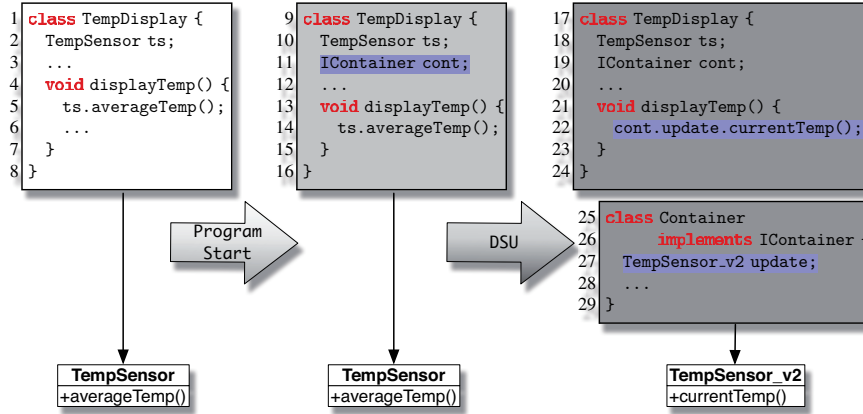 1 class TempDisplay {
2 TempSensor ts;
3 ...
4 void displayTemp() {
5 ts.averageTemp();
6 ...
7 }
8 }
9 class TempDisplay {
10 TempSensor ts;
11 IContainer cont;
12 ...
13 void displayTemp() {
14 ts.averageTemp();
15 }
16 }
17 class TempDisplay {
18 TempSensor ts;
19 IContainer cont;
20 ...
21 void displayTemp() {
22 cont.update.currentTemp();
23 }
24 }
25 class Container
26 implements IContainer {
27 TempSensor_v2 update;
28 ...
29 }
Program
Start
DSU
TempSensor
+averageTemp()
TempSensor
+averageTemp()
TempSensor_v2
+currentTemp()